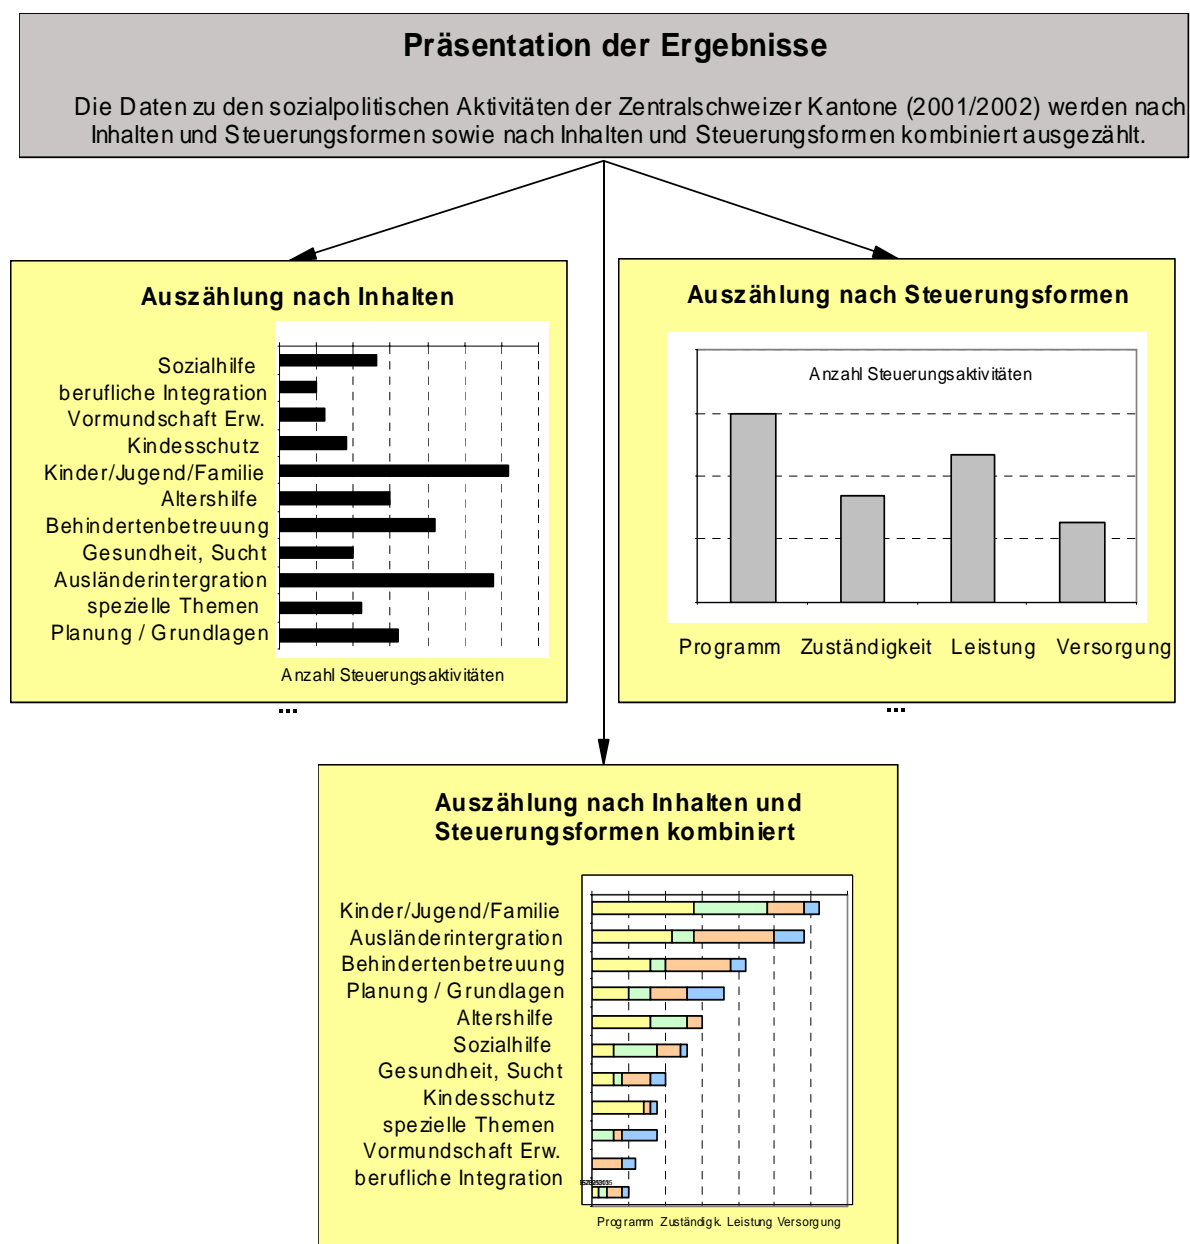 Präsentation der Ergebnisse
Die Daten zu den sozialpolitischen Aktivitäten der Zentralschweizer Kantone (2001/2002) werden nach
Inhalten und Steuerungsformen sowie nach Inhalten und Steuerungsformen kombiniert ausgezählt.
Auszählung nach Inhalten
Sozialhilfe
berufliche Integration
Vormundschaft Erw.
Kindesschutz
Kinder/Jugend/Familie
Altershilfe
Behindertenbetreuung
Gesundheit, Sucht
Ausländerintergration
spezielle Themen
Planung / Grundlagen
Anzahl Steuerungsaktivitäten
...
Auszählung nach Steuerungsformen
Anzahl Steuerungsaktivitäten
Programm Zuständigkeit Leistung Versorgung
...
Auszählung nach Inhalten und
Steuerungsformen kombiniert
Kinder/Jugend/Familie
Ausländerintergration
Behindertenbetreuung
Planung / Grundlagen
Altershilfe
Sozialhilfe
Gesundheit, Sucht
Kindesschutz
spezielle Themen
Vormundschaft Erw.
berufliche Integration
Programm Zuständigk. Leistung Versorgung